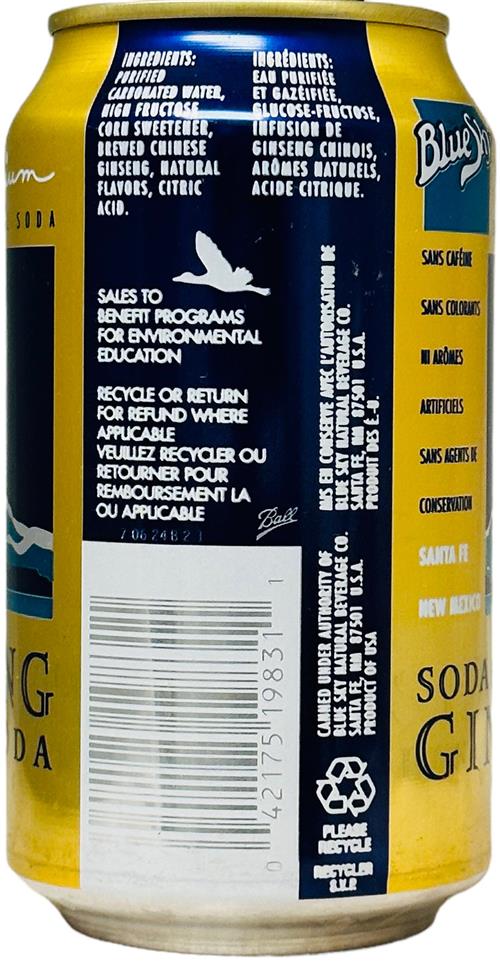 INGREDIENTS:
PURIFIED
CARBONATED WATER,
HIGH FRUCTOSE
CORN SWEETENER,
BREWED CHINESE
GINSENG, NATURAL
FLAVORS, CITRIC
ACID.
INGRÉDIENTS:
EAU PURIFIÉE
ET GAZÉIFIÉE,
GLUCOSE-FRUCTOSE,
INFUSION DE
GINSENG CHINOIS,
ARÔMES NATURELS,
ACIDE CITRIQUE.
SODA
SALES TO
BENEFIT PROGRAMS
FOR ENVIRONMENTAL
EDUCATION
RECYCLE OR RETURN
FOR REFUND WHERE
APPLICABLE
VEUILLEZ RECYCLER OU
RETOURNER POUR
REMBOURSEMENT LA
OU APPLICABLE
Ball
MIS EN CONSERVE AVEC L'AUTORISATION DE
BLUE SKY NATURAL BEVERAGE CO.
SANTA FE, NM 87501 U.S.A.
PRODUIT DES É.-U.
CANNED UNDER AUTHORITY OF
BLUE SKY NATURAL BEVERAGE CO.
SANTA FE, NM 87501 U.S.A.
PRODUCT OF USA
0 42175 19831 1
PLEASE
RECYCLE
RECYCLER
S.V.P.
Blue Sky
SANS CAFÉINE
SANS COLORANTS
NI ARÔMES
ARTIFICIELS
SANS AGENTS DE
CONSERVATION
SANTA FE
NEW MEXICO
SODA
GIN
NG
DA